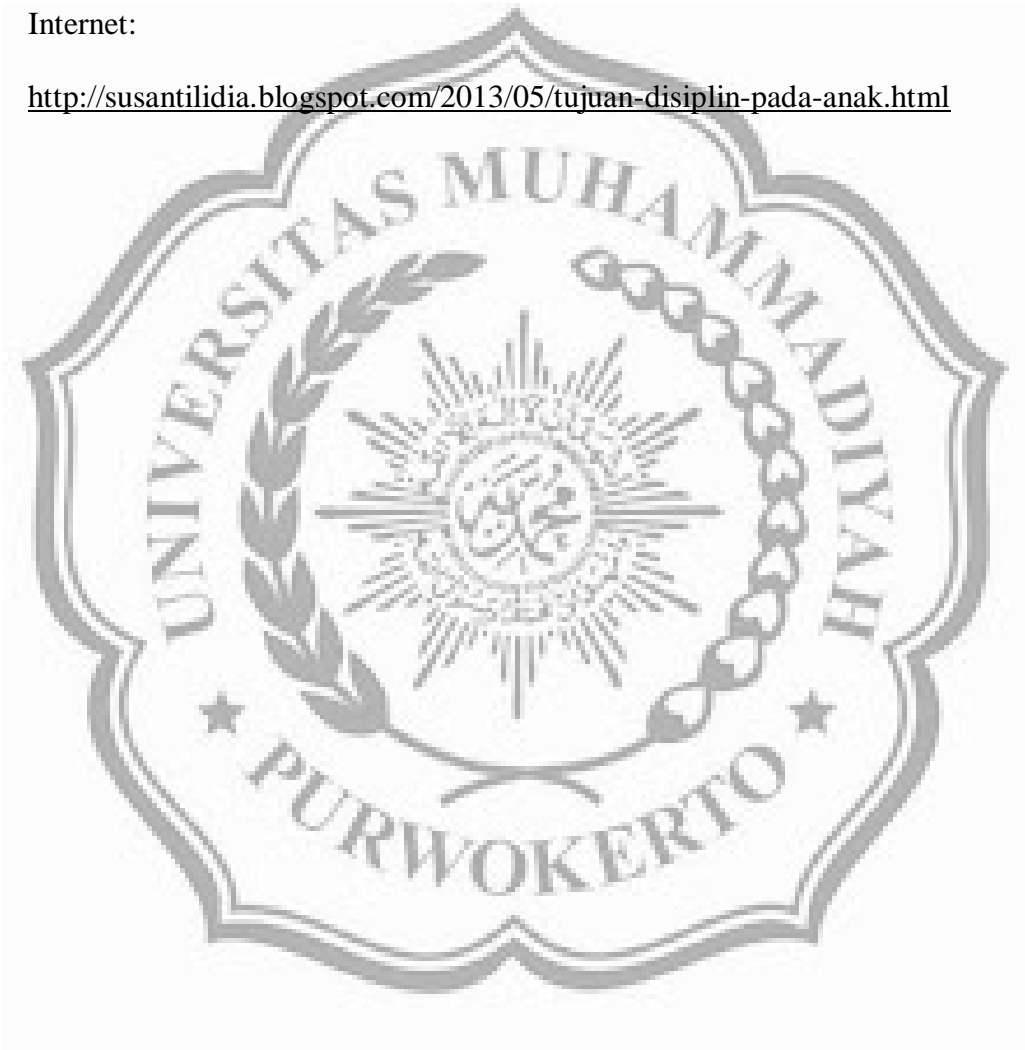 Internet:
http://susantilidia.blogspot.com/2013/05/tujuan-disiplin-pada-anak.html
UNIVERSITAS MUHAMMADIYAH
PURWOKERTO